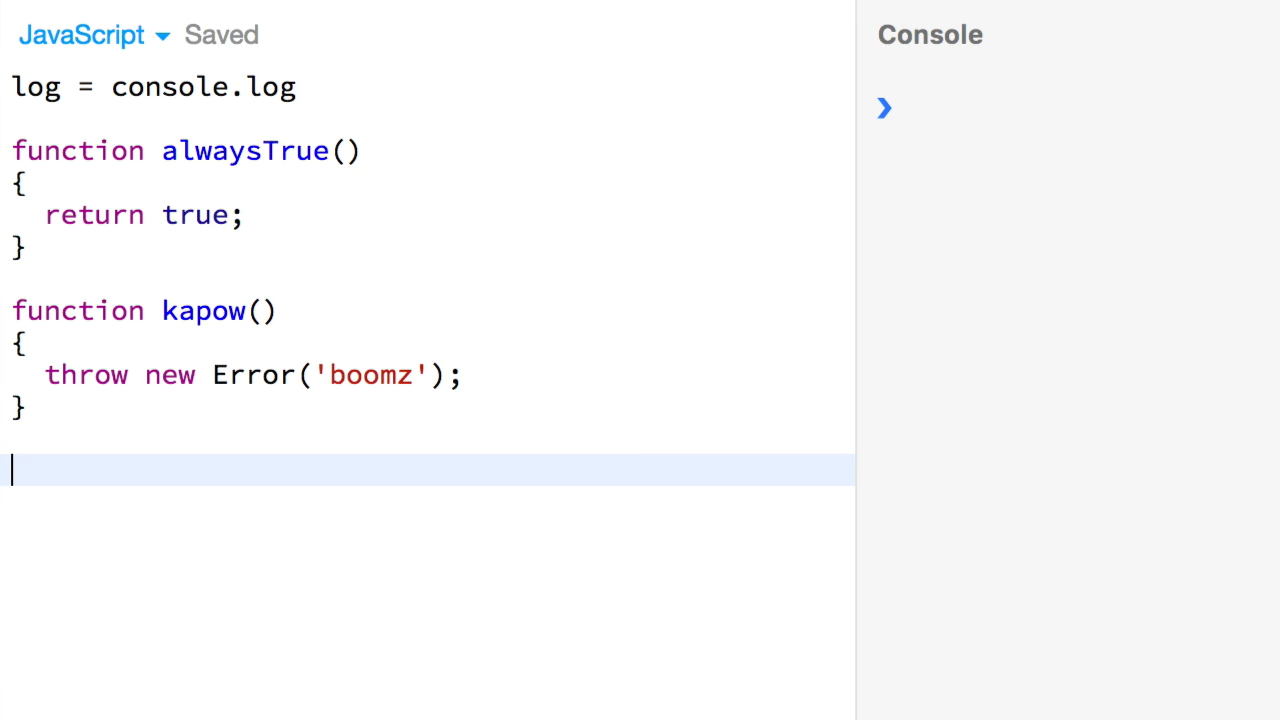 JavaScript Saved
log = console.log
function alwaysTrue()
{
  return true;
}
function kapow()
{
  throw new Error('boomz');
}
Console